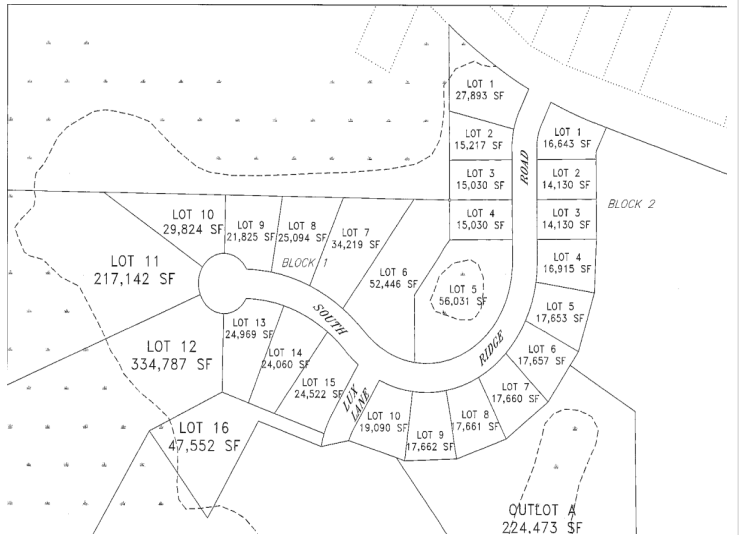 LOT 1
27,893 SF
LOT 2
15,217 SF
LOT 3
15,030 SF
LOT 4
15,030 SF
ROAD
LOT 1
16,643 SF
LOT 2
14,130 SF
LOT 3
14,130 SF
LOT 4
16,915 SF
BLOCK 2
LOT 10
29,824 SF
LOT 9
21,825 SF
LOT 8
25,094 SF
LOT 7
34,219 SF
BLOCK 1
LOT 11
217,142 SF
LOT 6
52,446 SF
LOT 5
56,031 SF
LOT 5
17,653 SF
SOUTH
RIDGE
LOT 13
24,969 SF
LOT 14
24,060 SF
LOT 12
334,787 SF
LOT 6
17,657 SF
LOT 15
24,522 SF
LUX
LANE
LOT 7
17,660 SF
LOT 10
19,090 SF
LOT 8
17,661 SF
LOT 9
17,662 SF
LOT 16
47,552 SF
OUTLOT A
224,473 SF